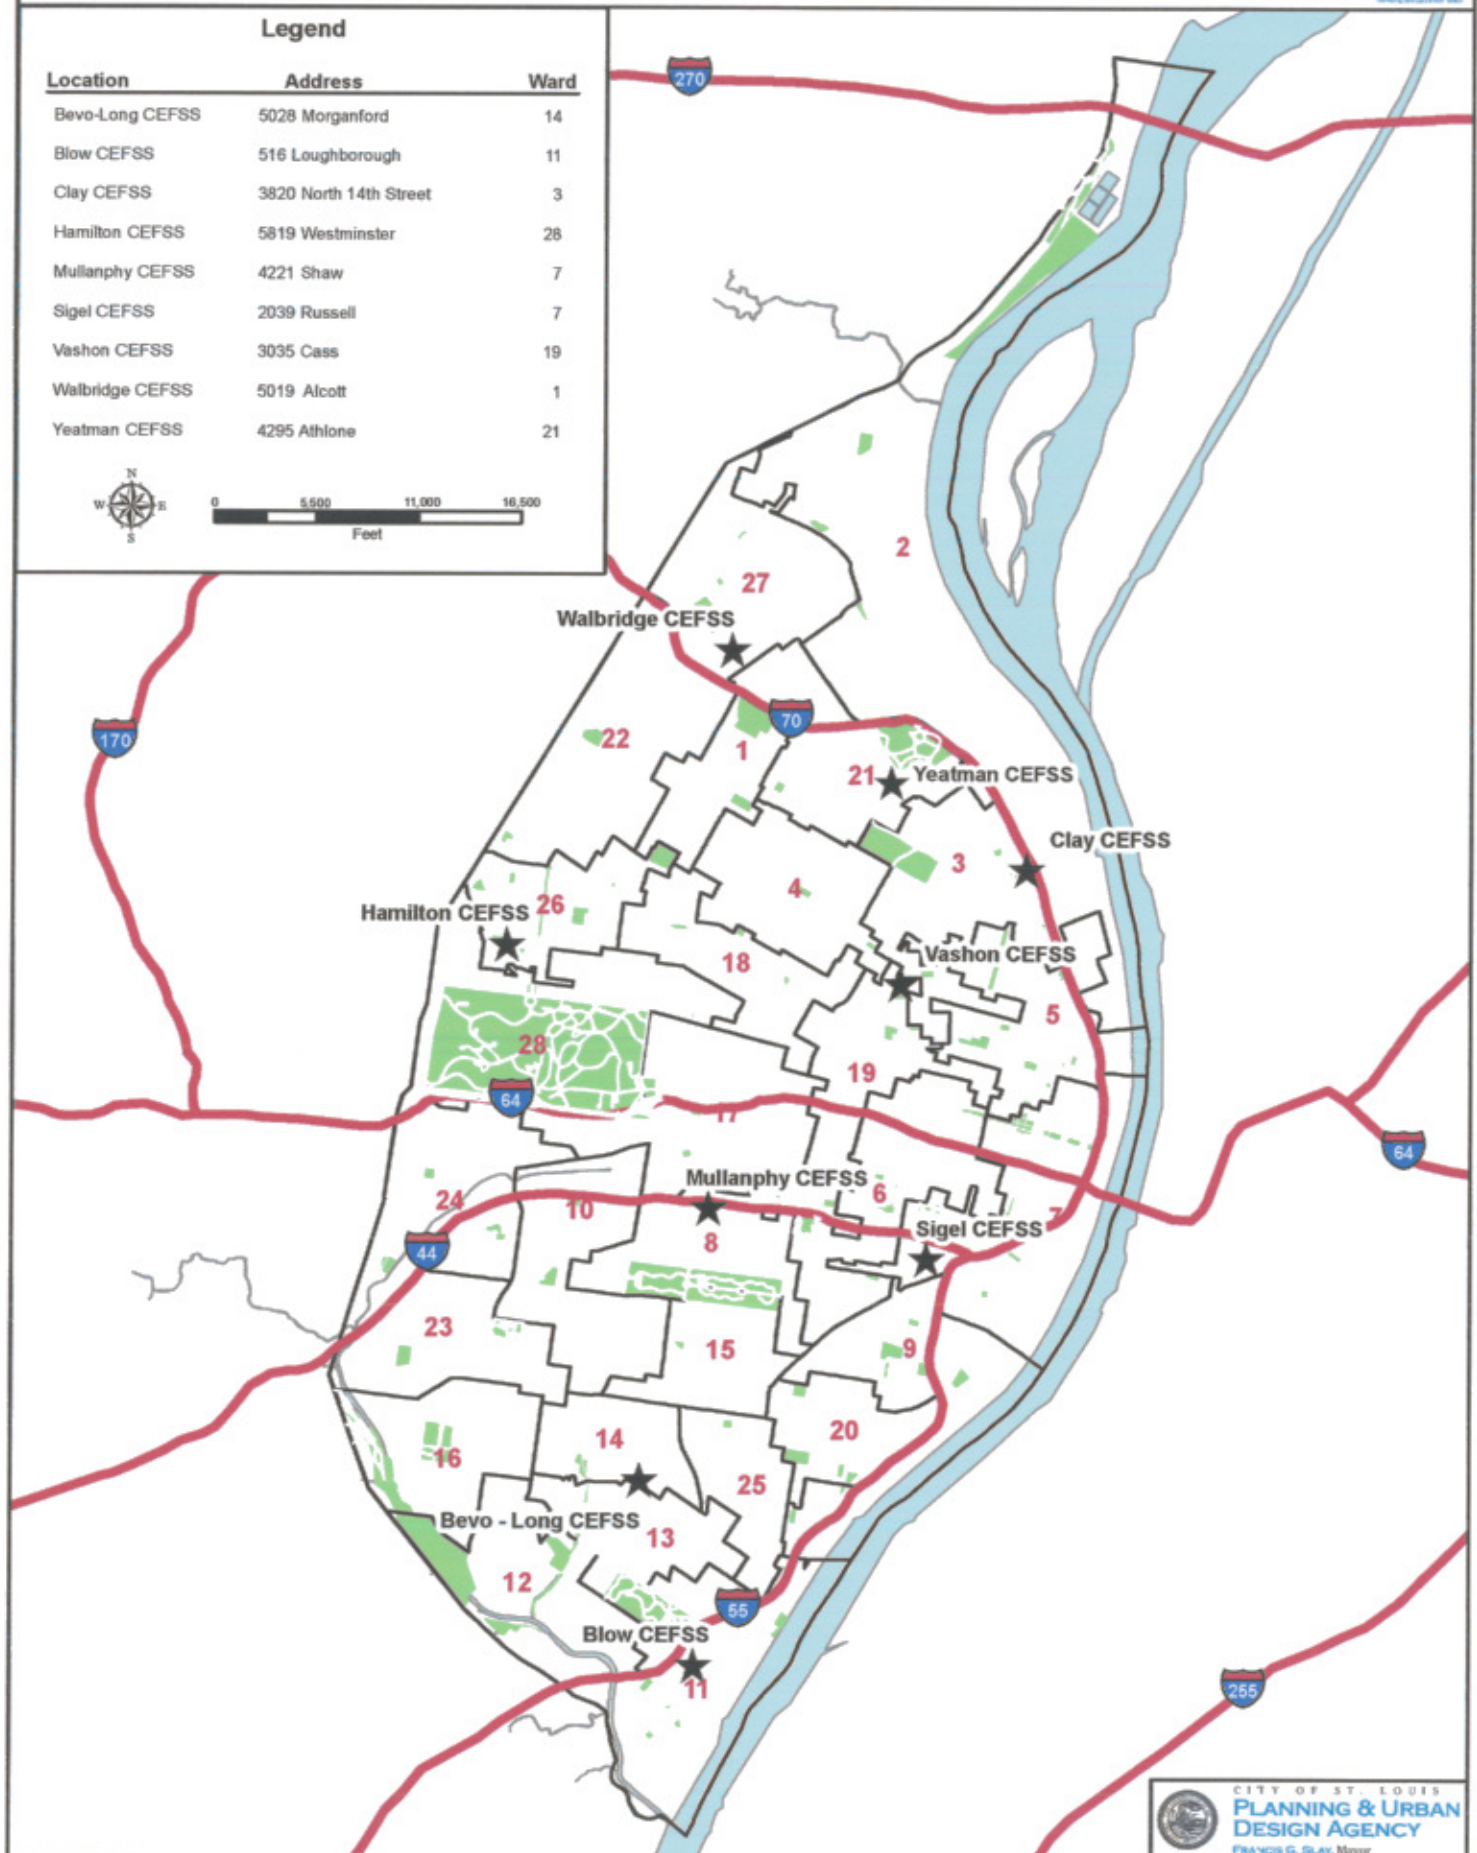 Legend
Location Address Ward
Bevo-Long CEFSS 5028 Morganford 14
Blow CEFSS 516 Loughborough 11
Clay CEFSS 3820 North 14th Street 3
Hamilton CEFSS 5819 Westminster 28
Mullanphy CEFSS 4221 Shaw 7
Sigel CEFSS 2039 Russell 7
Vashon CEFSS 3035 Cass 19
Walbridge CEFSS 5019 Alcott 1
Yeatman CEFSS 4295 Athlone 21
N
W E
S
0 5,500 11,000 16,500
Feet
270
2
27
Walbridge CEFSS
70
170
22
1
21
Yeatman CEFSS
Clay CEFSS
3
4
26
Hamilton CEFSS
18
Vashon CEFSS
5
28
19
64
17
64
Mullanphy CEFSS
6
24
10
7
Sigel CEFSS
8
44
23
15
9
14
20
16
25
Bevo - Long CEFSS
13
12
55
Blow CEFSS
11
255
CITY OF ST. LOUIS
PLANNING & URBAN
DESIGN AGENCY
FRANCIS G. SLAY, Mayor